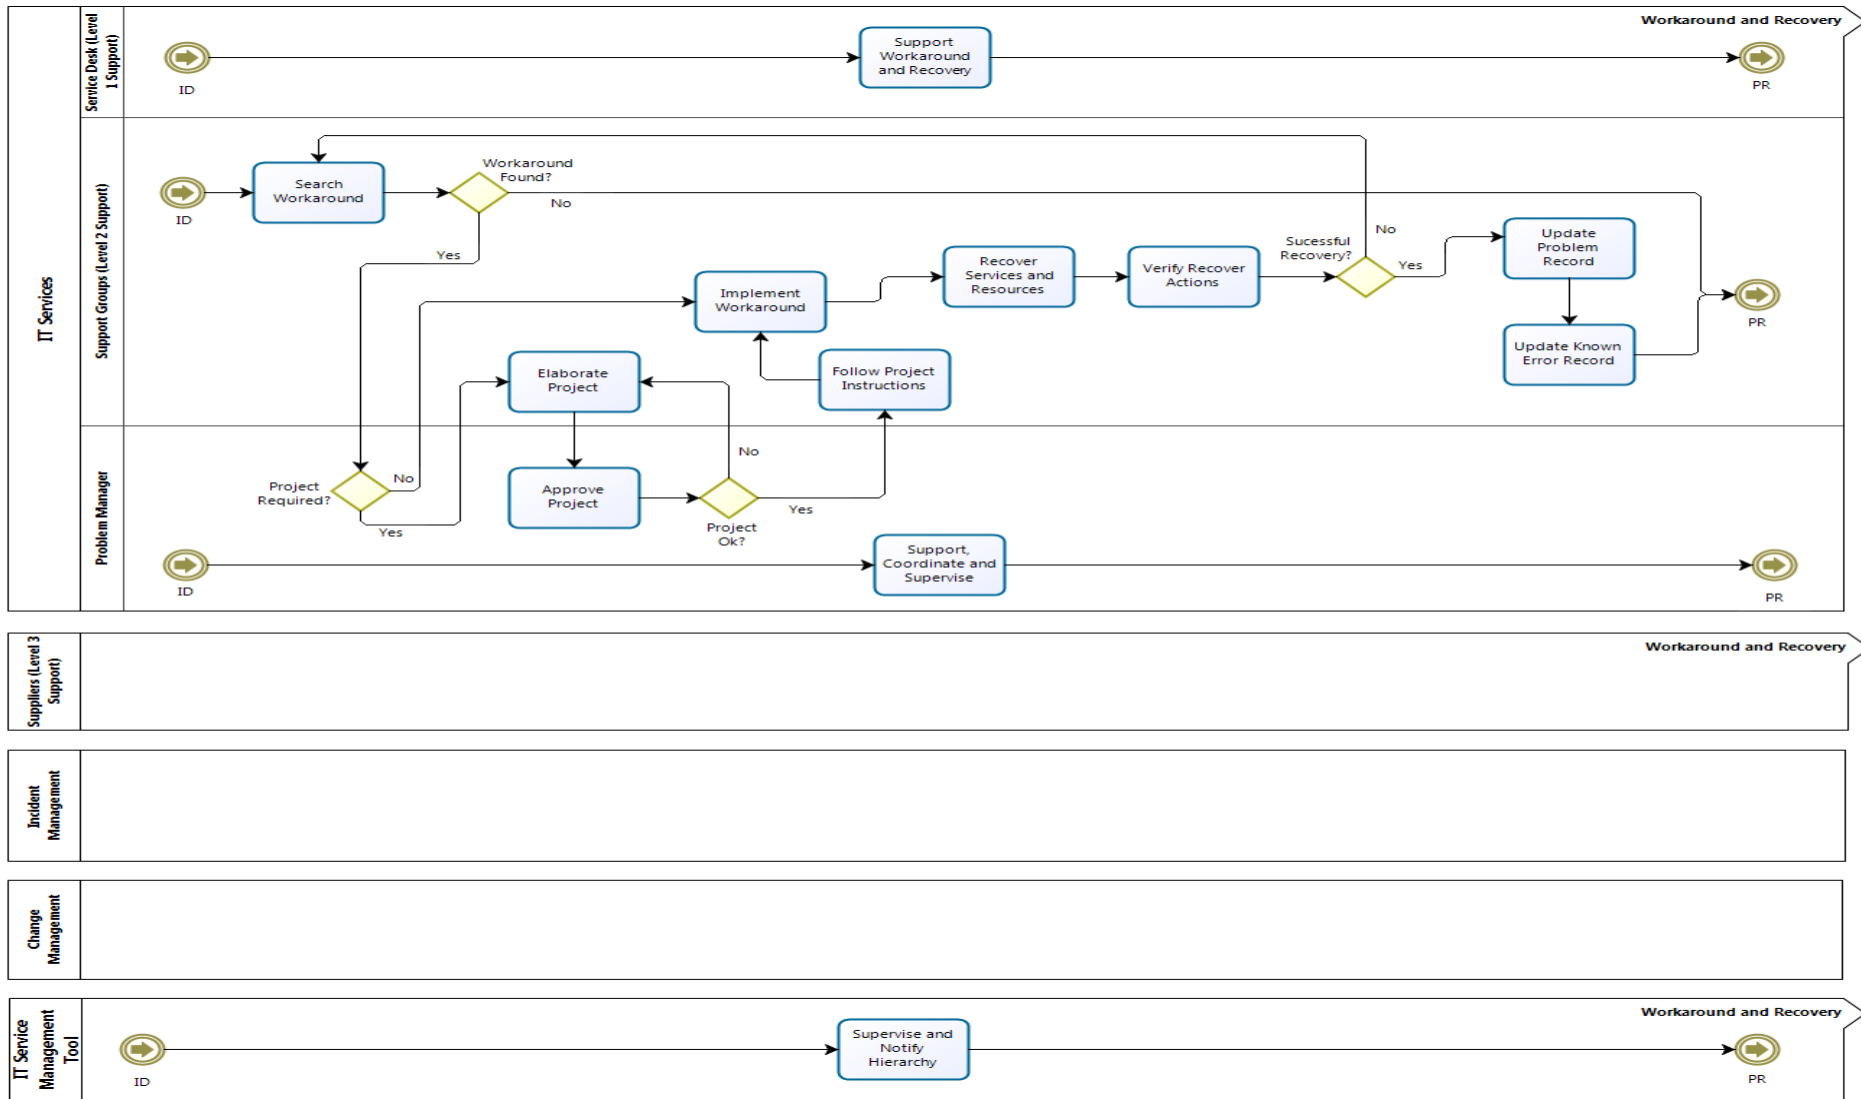 Workaround and Recovery
IT Services
Service Desk (Level
1 Support)
ID
Support
Workaround
and Recovery
PR
Support Groups (Level 2 Support)
ID
Search
Workaround
Workaround
Found?
No
Yes
Implement
Workaround
Recover
Services and
Resources
Verify Recover
Actions
Sucessful
Recovery?
No
Yes
Update
Problem
Record
Update Known
Error Record
PR
Elaborate
Project
Follow Project
Instructions
Problem Manager
Project
Required?
No
Yes
Approve
Project
No
Project
Ok?
Yes
ID
Support,
Coordinate and
Supervise
PR
Suppliers (Level 3
Support)
Workaround and Recovery
Incident
Management
Change
Management
IT Service
Management
Tool
Workaround and Recovery
ID
Supervise and
Notify
Hierarchy
PR